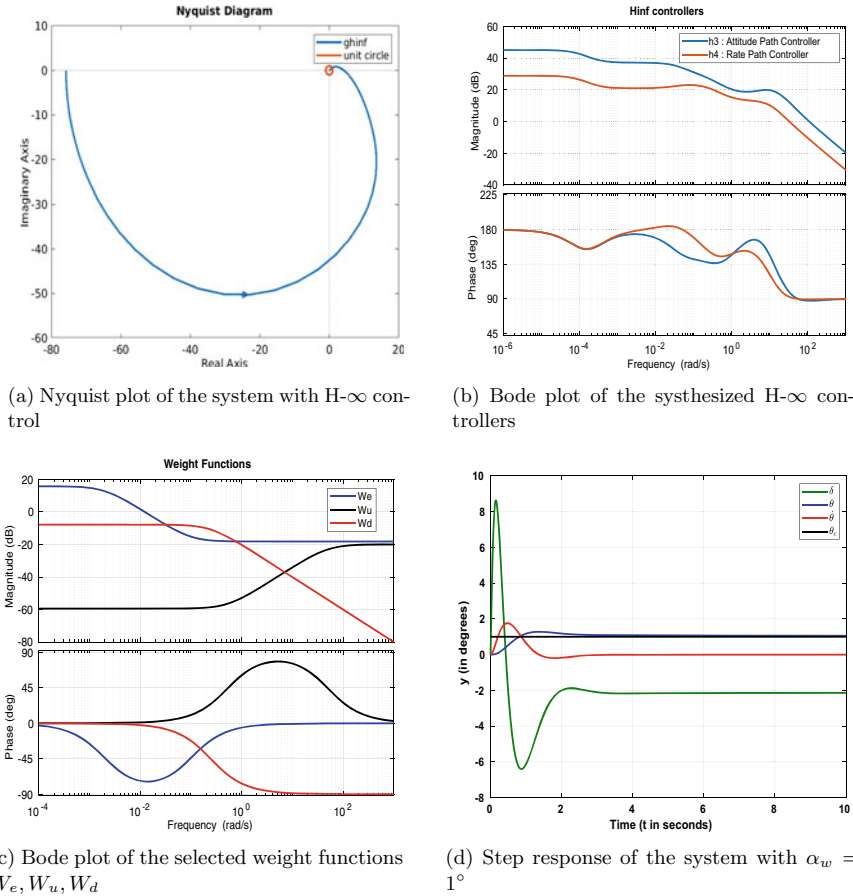 Nyquist Diagram
10
0
-10
-20
-30
-40
-50
-60
-80
-60
-40
-20
0
20
Imaginary Axis
Real Axis
ghinf
unit circle
(a) Nyquist plot of the system with H-∞ con-
trol
Hinf controllers
60
40
20
0
-20
-40
Magnitude (dB)
h3 : Attitude Path Controller
h4 : Rate Path Controller
225
180
135
90
45
Phase (deg)
10^-6
10^-4
10^-2
10^0
10^2
Frequency (rad/s)
(b) Bode plot of the systhesized H-∞ con-
trollers
Weight Functions
20
0
-20
-40
-60
-80
Magnitude (dB)
We
Wu
Wd
90
45
0
-45
-90
Phase (deg)
10^-4
10^-2
10^0
10^2
Frequency (rad/s)
c) Bode plot of the selected weight functions
W_e, W_u, W_d
10
8
6
4
2
0
-2
-4
-6
-8
y (in degrees)
δ
θ
θ̇
θ_c
0
2
4
6
8
10
Time (t in seconds)
(d) Step response of the system with α_w =
1°